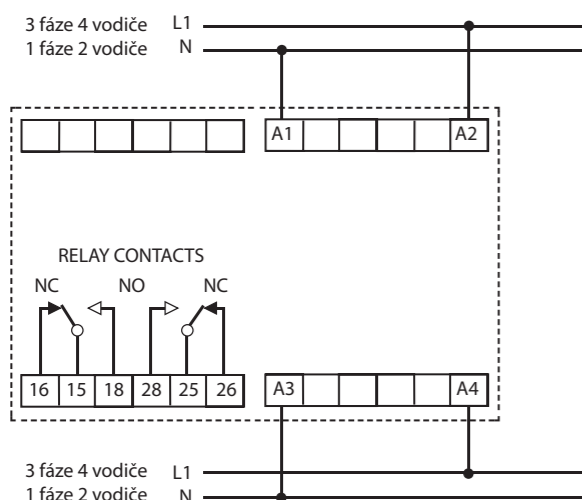 3 fáze 4 vodiče L1
1 fáze 2 vodiče N
A1 A2
RELAY CONTACTS
NC NO NC
16 15 18 28 25 26 A3 A4
3 fáze 4 vodiče L1
1 fáze 2 vodiče N